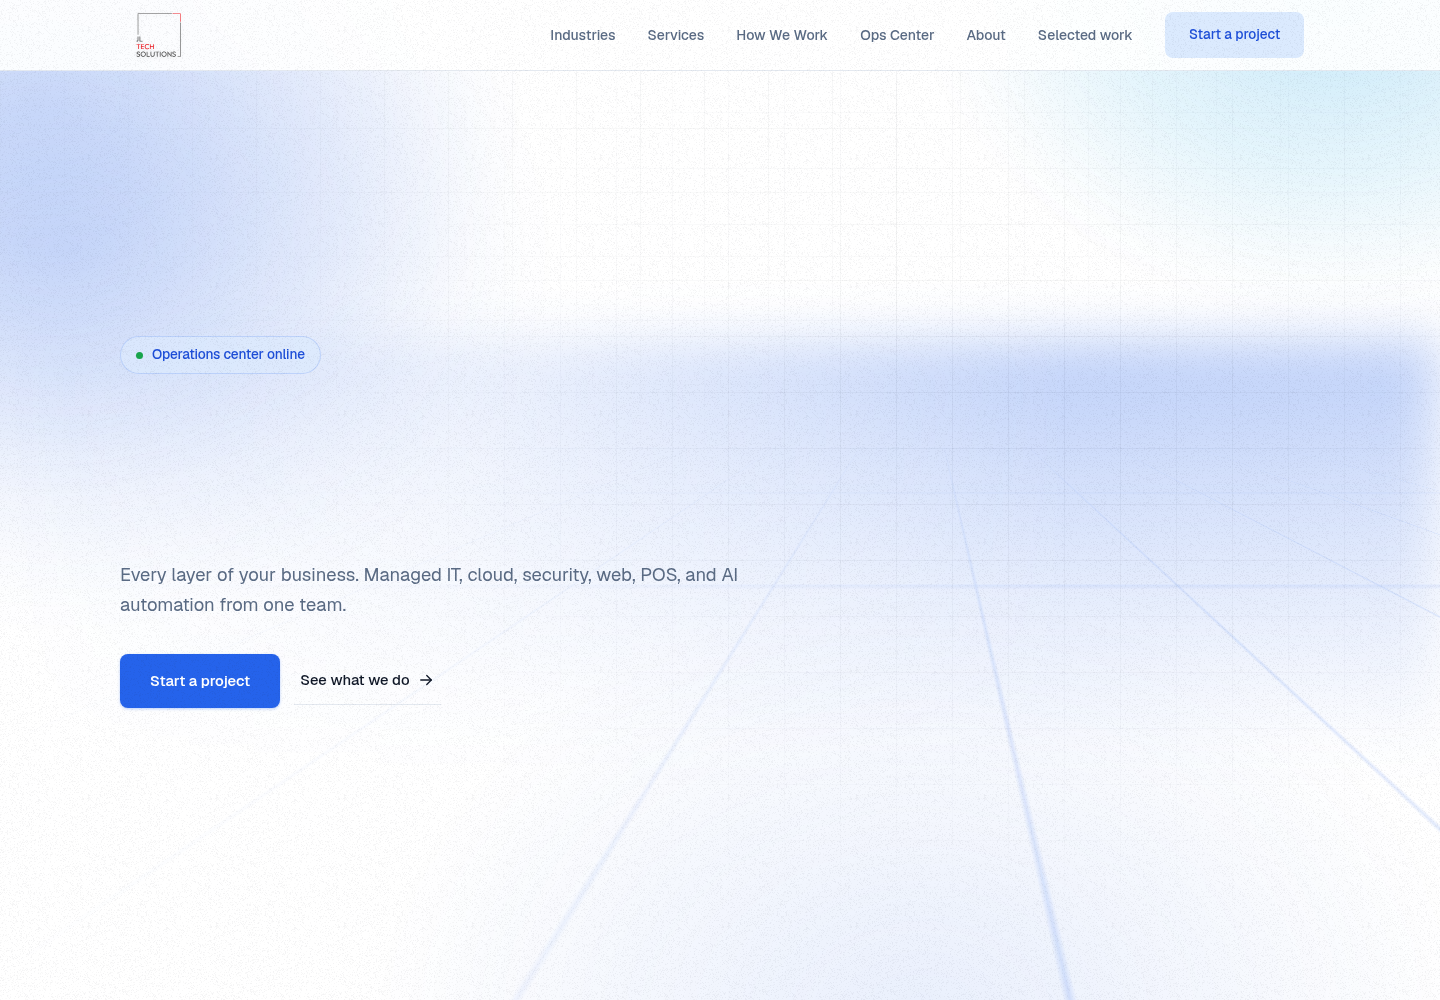 JL
TECH
SOLUTIONS
Industries
Services
How We Work
Ops Center
About
Selected work
Start a project
Operations center online
Every layer of your business. Managed IT, cloud, security, web, POS, and AI
automation from one team.
Start a project
See what we do →